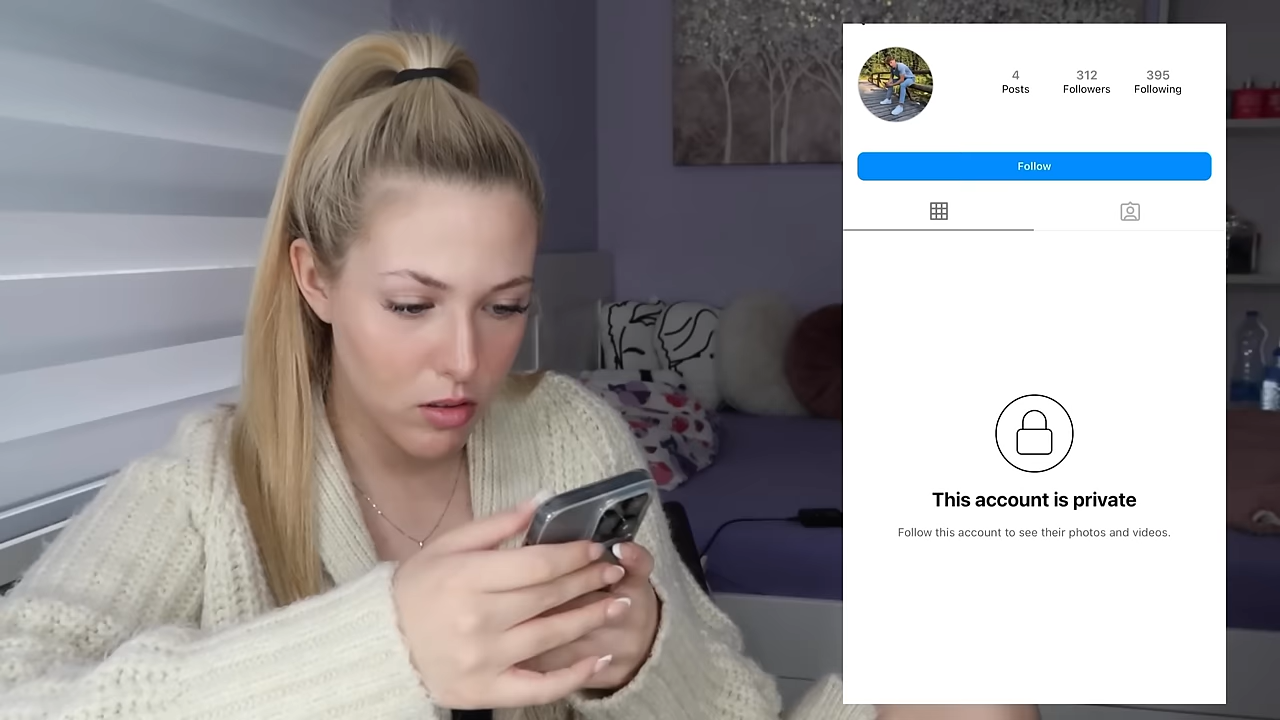 4 312 395
Posts Followers Following
Follow
This account is private
Follow this account to see their photos and videos.